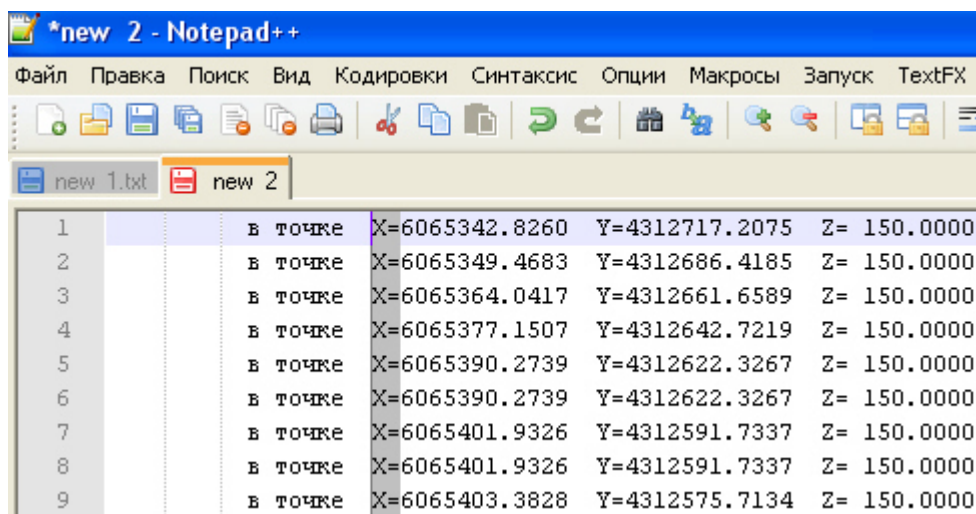 *new 2 - Notepad++
Файл Правка Поиск Вид Кодировки Синтаксис Опции Макросы Запуск TextFX
new 1.txt new 2
1 в точке X=6065342.8260 Y=4312717.2075 Z= 150.0000
2 в точке X=6065349.4683 Y=4312686.4185 Z= 150.0000
3 в точке X=6065364.0417 Y=4312661.6589 Z= 150.0000
4 в точке X=6065377.1507 Y=4312642.7219 Z= 150.0000
5 в точке X=6065390.2739 Y=4312622.3267 Z= 150.0000
6 в точке X=6065390.2739 Y=4312622.3267 Z= 150.0000
7 в точке X=6065401.9326 Y=4312591.7337 Z= 150.0000
8 в точке X=6065401.9326 Y=4312591.7337 Z= 150.0000
9 в точке X=6065403.3828 Y=4312575.7134 Z= 150.0000